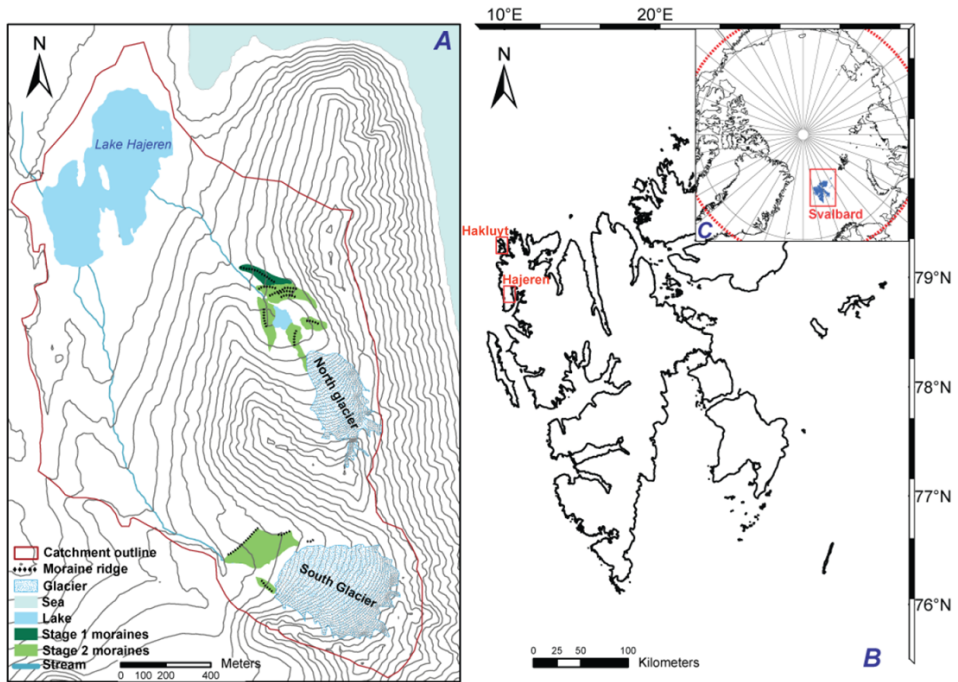 A
N
Lake Hajeren
North glacier
South Glacier
Catchment outline
Moraine ridge
Glacier
Sea
Lake
Stage 1 moraines
Stage 2 moraines
Stream
0 100 200 400 Meters
10°E 20°E
N
Svalbard
C
Hakluyt
Hajeren
79°N
78°N
77°N
76°N
0 25 50 100 Kilometers
B